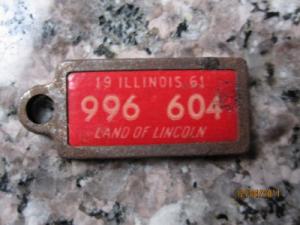 19 ILLINOIS 61
996 604
LAND OF LINCOLN